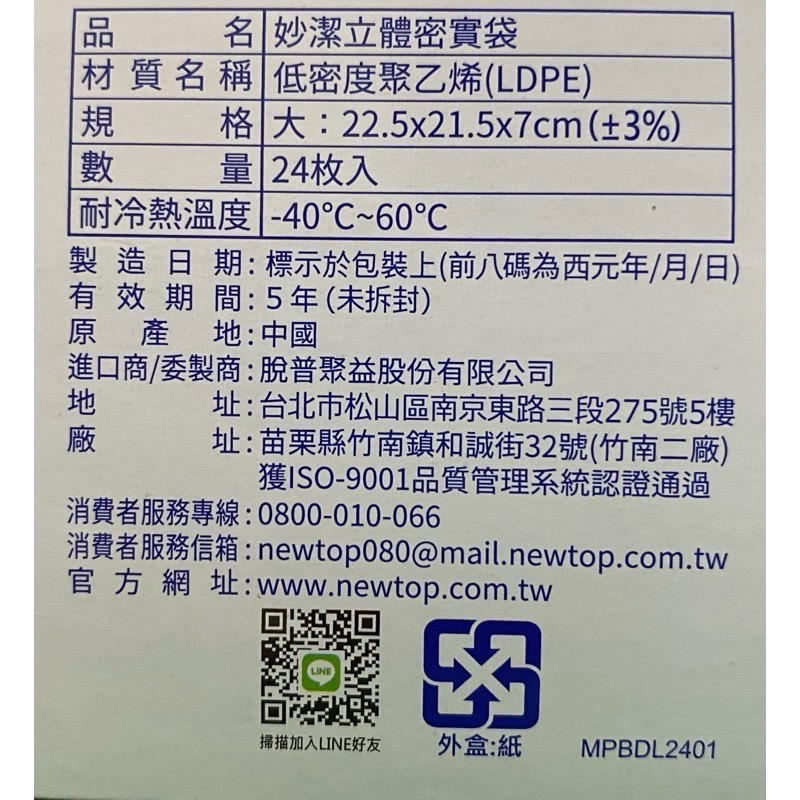 品名 妙潔立體密實袋
材質名稱 低密度聚乙烯(LDPE)
規格 大：22.5x21.5x7cm(±3%)
數量 24枚入
耐冷熱溫度 -40℃~60℃
製造日期：標示於包裝上(前八碼為西元年/月/日)
有效期間：5年(未拆封)
原產地：中國
進口商/委製商：脫普聚益股份有限公司
地址：台北市松山區南京東路三段275號5樓
廠址：苗栗縣竹南鎮和誠街32號(竹南二廠)
獲ISO-9001品質管理系統認證通過
消費者服務專線：0800-010-066
消費者服務信箱：newtop080@mail.newtop.com.tw
官方網址：www.newtop.com.tw
LINE
掃描加入LINE好友
外盒:紙
MPBDL2401